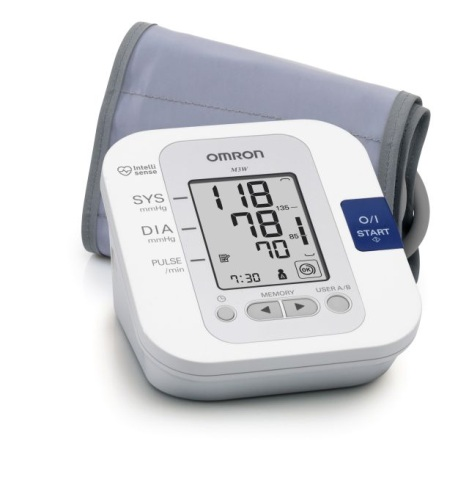 OMRON
M3W
Intelli
sense
SYS
mmHg
118
135
DIA
mmHg
78
85
PULSE
/min
70
7:30
OK
O/I
START
MEMORY
USER A/B